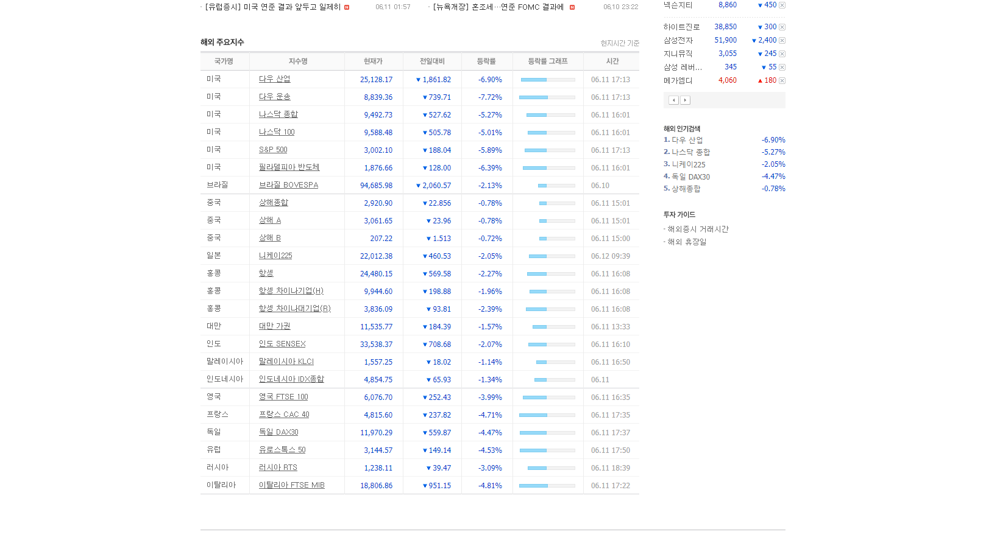 [유럽증시] 미국 연준 결과 앞두고 일제히 N 06.11 01:57
[뉴욕개장] 혼조세…연준 FOMC 결과에 N 06.10 23:22
해외 주요지수
현지시간 기준
국가명 지수명 현재가 전일대비 등락률 등락률 그래프 시간
미국 다우 산업 25,128.17 ▼ 1,861.82 -6.90% 06.11 17:13
미국 다우 운송 8,839.36 ▼ 739.71 -7.72% 06.11 17:13
미국 나스닥 종합 9,492.73 ▼ 527.62 -5.27% 06.11 16:01
미국 나스닥 100 9,588.48 ▼ 505.78 -5.01% 06.11 16:01
미국 S&P 500 3,002.10 ▼ 188.04 -5.89% 06.11 17:13
미국 필라델피아 반도체 1,876.66 ▼ 128.00 -6.39% 06.11 16:01
브라질 브라질 BOVESPA 94,685.98 ▼ 2,060.57 -2.13% 06.10
중국 상해종합 2,920.90 ▼ 22.856 -0.78% 06.11 15:01
중국 상해 A 3,061.65 ▼ 23.96 -0.78% 06.11 15:01
중국 상해 B 207.22 ▼ 1.513 -0.72% 06.11 15:00
일본 니케이225 22,012.38 ▼ 460.53 -2.05% 06.12 09:39
홍콩 항셍 24,480.15 ▼ 569.58 -2.27% 06.11 16:08
홍콩 항셍 차이나기업(H) 9,944.60 ▼ 198.88 -1.96% 06.11 16:08
홍콩 항셍 차이나대기업(R) 3,836.09 ▼ 93.81 -2.39% 06.11 16:08
대만 대만 가권 11,535.77 ▼ 184.39 -1.57% 06.11 13:33
인도 인도 SENSEX 33,538.37 ▼ 708.68 -2.07% 06.11 16:10
말레이시아 말레이시아 KLCI 1,557.25 ▼ 18.02 -1.14% 06.11 16:50
인도네시아 인도네시아 IDX종합 4,854.75 ▼ 65.93 -1.34% 06.11
영국 영국 FTSE 100 6,076.70 ▼ 252.43 -3.99% 06.11 16:35
프랑스 프랑스 CAC 40 4,815.60 ▼ 237.82 -4.71% 06.11 17:35
독일 독일 DAX30 11,970.29 ▼ 559.87 -4.47% 06.11 17:37
유럽 유로스톡스 50 3,144.57 ▼ 149.14 -4.53% 06.11 17:50
러시아 러시아 RTS 1,238.11 ▼ 39.47 -3.09% 06.11 18:39
이탈리아 이탈리아 FTSE MIB 18,806.86 ▼ 951.15 -4.81% 06.11 17:22
넥슨지티 8,860 ▼ 450
하이트진로 38,850 ▼ 300
삼성전자 51,900 ▼ 2,400
지니뮤직 3,055 ▼ 245
삼성 레버... 345 ▼ 55
메가엠디 4,060 ▲ 180
해외 인기검색
1. 다우 산업 -6.90%
2. 나스닥 종합 -5.27%
3. 니케이225 -2.05%
4. 독일 DAX30 -4.47%
5. 상해종합 -0.78%
투자 가이드
해외증시 거래시간
해외 휴장일